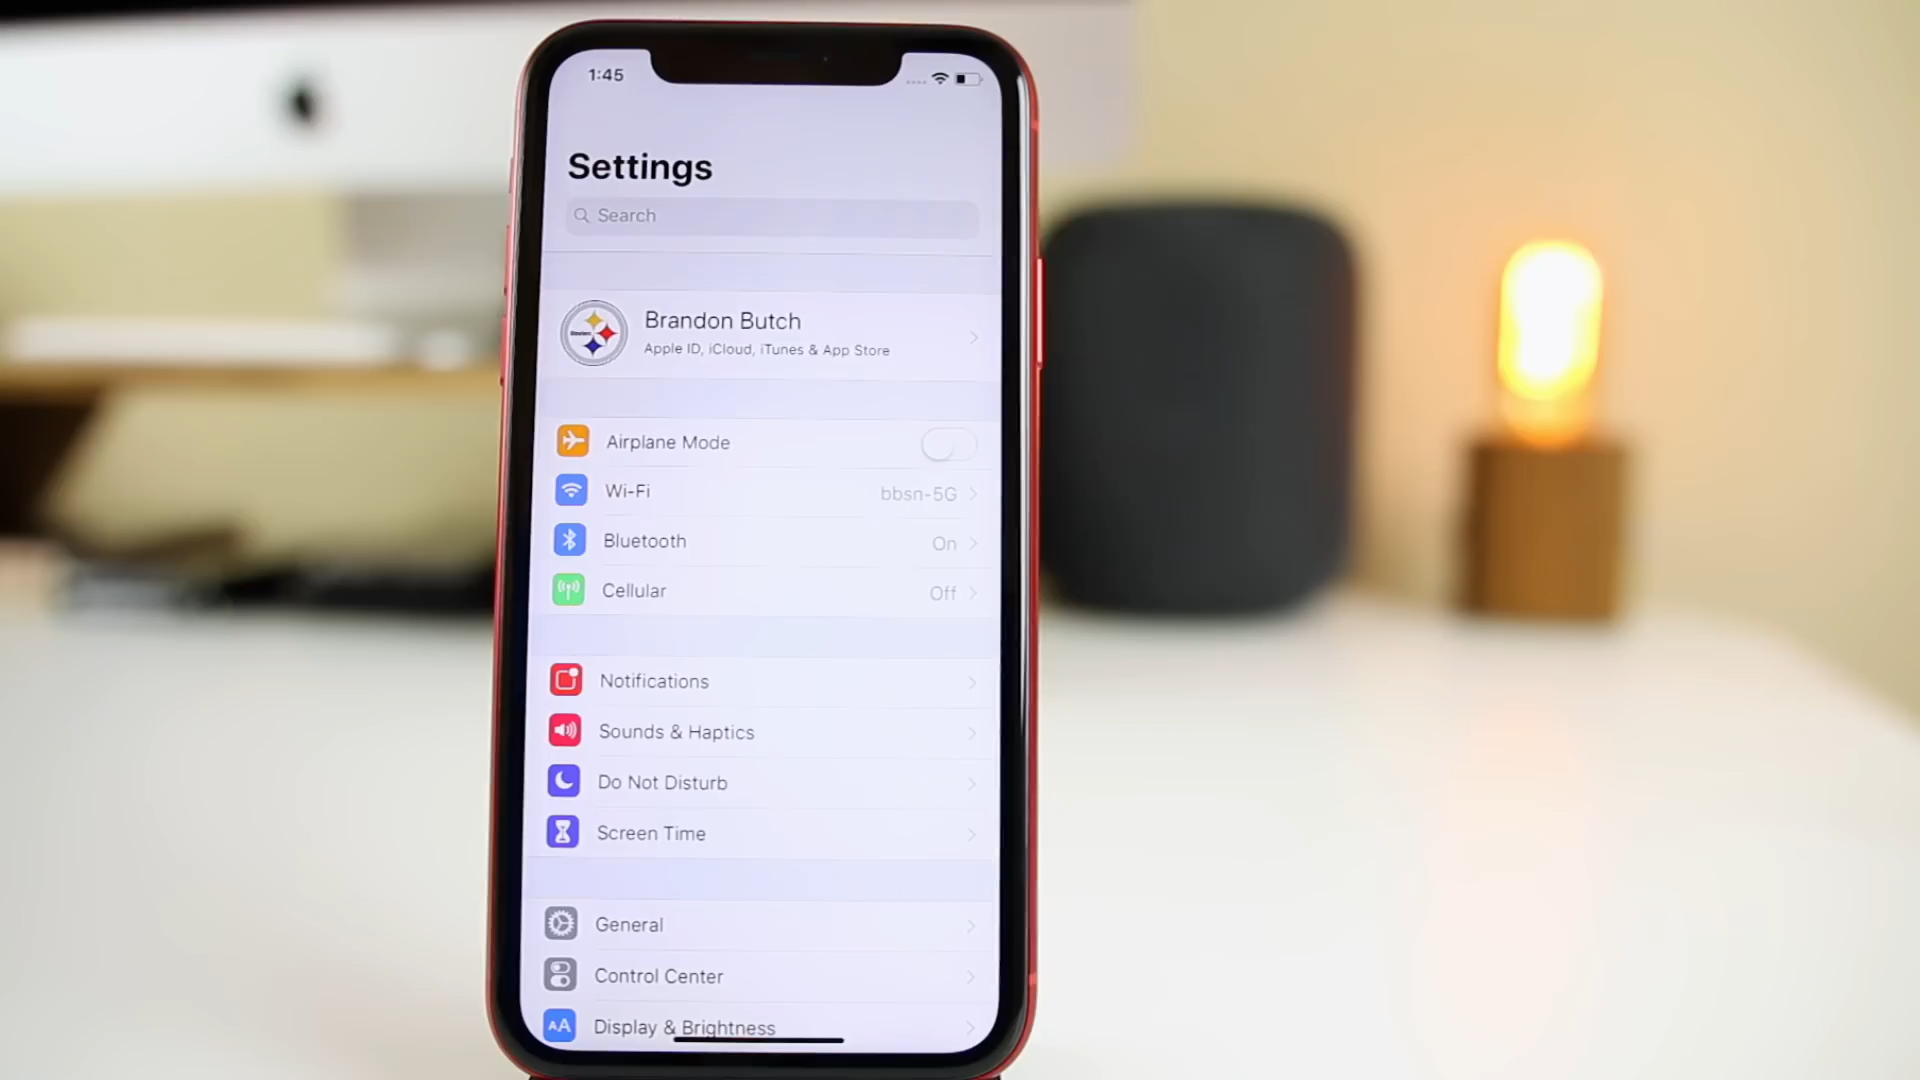 1:45
Settings
Search
Brandon Butch
Apple ID, iCloud, iTunes & App Store
Airplane Mode
Wi-Fi bbsn-5G
Bluetooth On
Cellular Off
Notifications
Sounds & Haptics
Do Not Disturb
Screen Time
General
Control Center
AA Display & Brightness